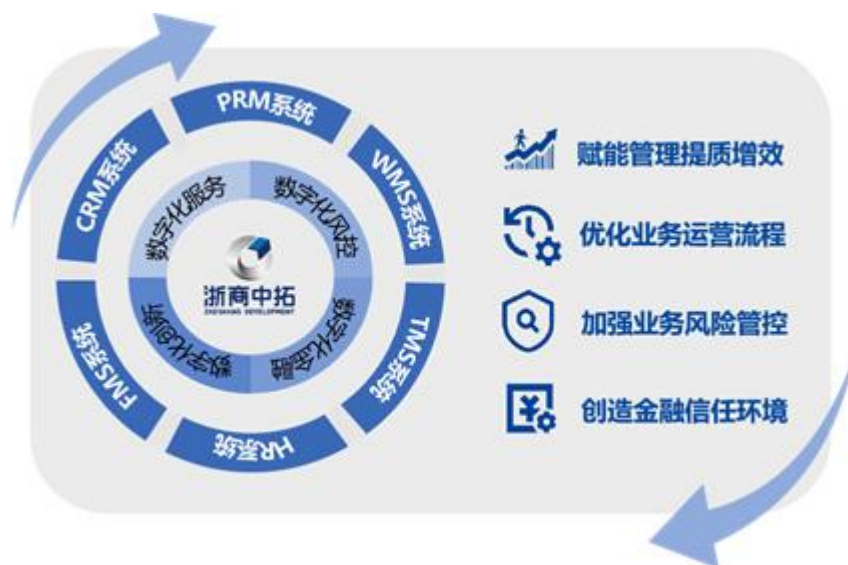 PRM系统
WMS系统
TMS系统
HR系统
FMS系统
CRM系统
数字化服务
数字化风控
数字化金融
数字化创新
浙商中拓
ZHESHANG DEVELOPMENT
赋能管理提质增效
优化业务运营流程
加强业务风险管控
创造金融信任环境